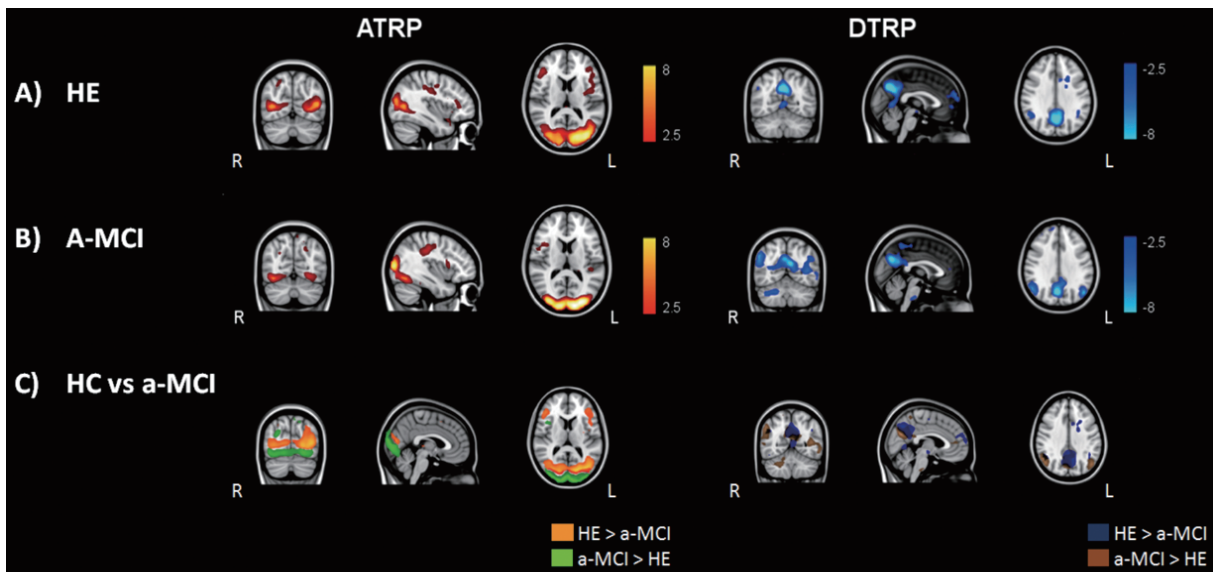 ATRP DTRP
A) HE
8
2.5
-2.5
-8
R L R L
B) A-MCI
8
2.5
-2.5
-8
R L R L
C) HC vs a-MCI
R L R L
HE > a-MCI
a-MCI > HE
HE > a-MCI
a-MCI > HE